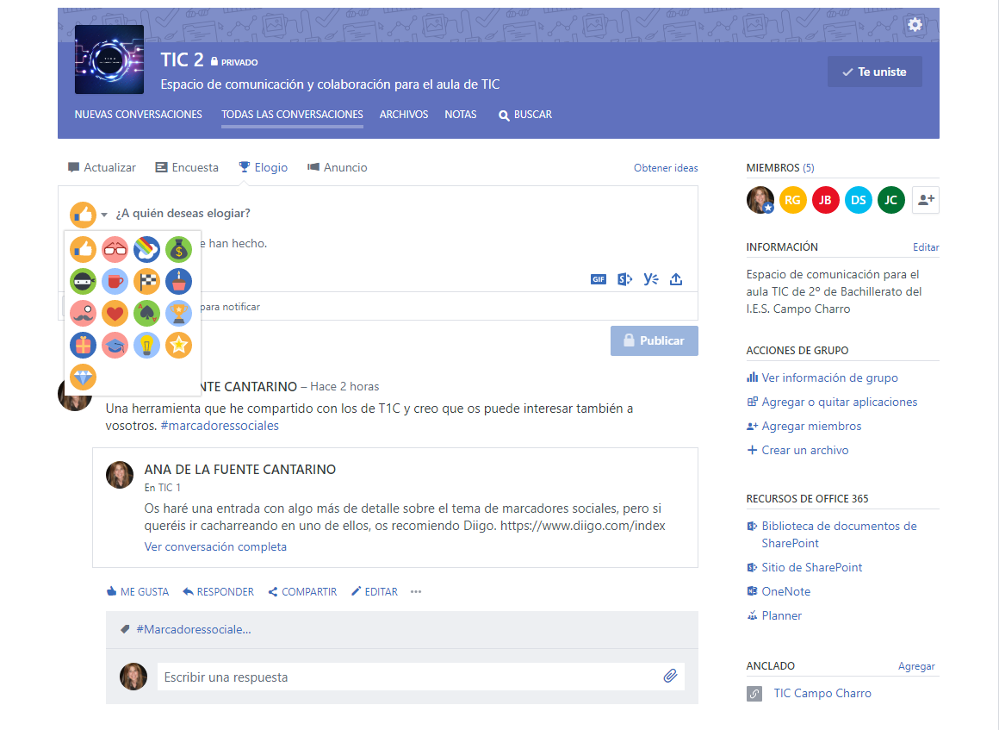 TIC 2 PRIVADO
Espacio de comunicación y colaboración para el aula de TIC
Te uniste
NUEVAS CONVERSACIONES TODAS LAS CONVERSACIONES ARCHIVOS NOTAS BUSCAR
Actualizar Encuesta Elogio Anuncio Obtener ideas
¿A quién deseas elogiar?
e han hecho.
GIF
para notificar
Publicar
NTE CANTARINO – Hace 2 horas
Una herramienta que he compartido con los de T1C y creo que os puede interesar también a
vosotros. #marcadoressociales
ANA DE LA FUENTE CANTARINO
En TIC 1
Os haré una entrada con algo más de detalle sobre el tema de marcadores sociales, pero si
queréis ir cacharreando en uno de ellos, os recomiendo Diigo. https://www.diigo.com/index
Ver conversación completa
ME GUSTA RESPONDER COMPARTIR EDITAR •••
#Marcadoressociale...
Escribir una respuesta
MIEMBROS (5)
RG JB DS JC
INFORMACIÓN Editar
Espacio de comunicación para el
aula TIC de 2º de Bachillerato del
I.E.S. Campo Charro
ACCIONES DE GRUPO
Ver información de grupo
Agregar o quitar aplicaciones
Agregar miembros
Crear un archivo
RECURSOS DE OFFICE 365
Biblioteca de documentos de
SharePoint
Sitio de SharePoint
OneNote
Planner
ANCLADO Agregar
TIC Campo Charro